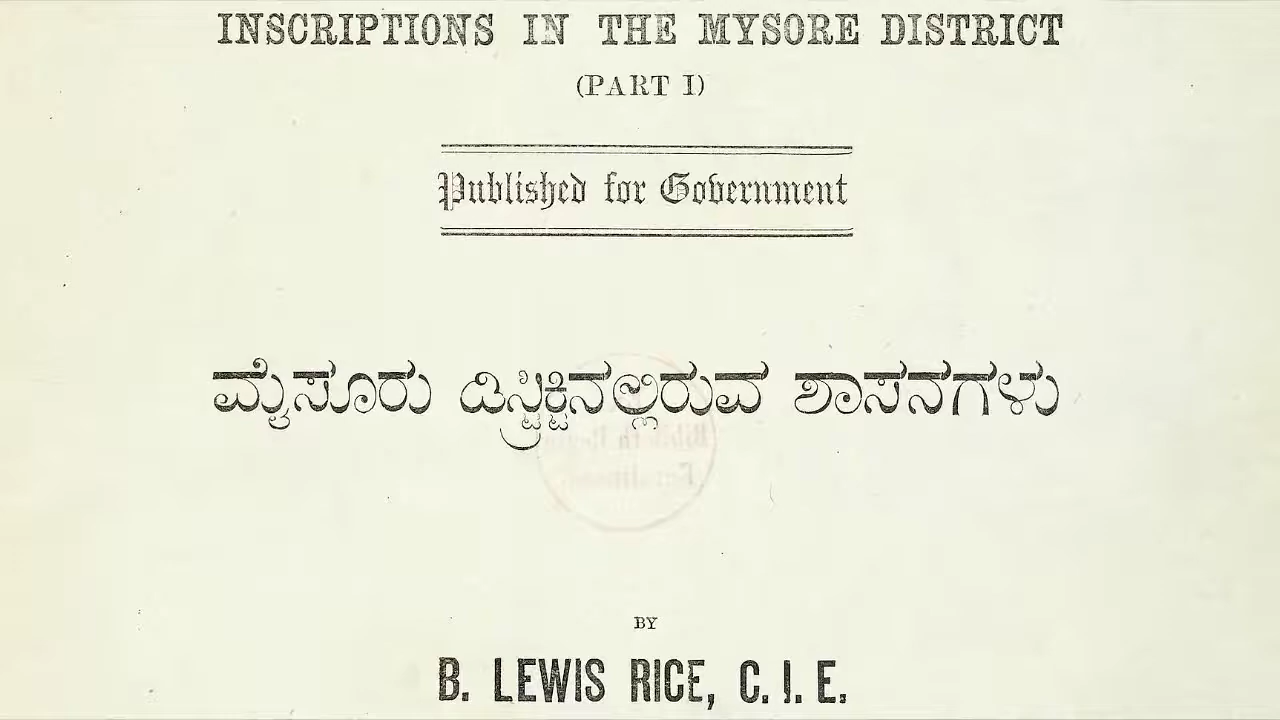 INSCRIPTIONS IN THE MYSORE DISTRICT
(PART I)
Published for Government
ಮೈಸೂರು ಡಿಸ್ಟ್ರಿಕ್ಟಿನಲ್ಲಿರುವ ಶಾಸನಗಳು
BY
B. LEWIS RICE, C. I. E.